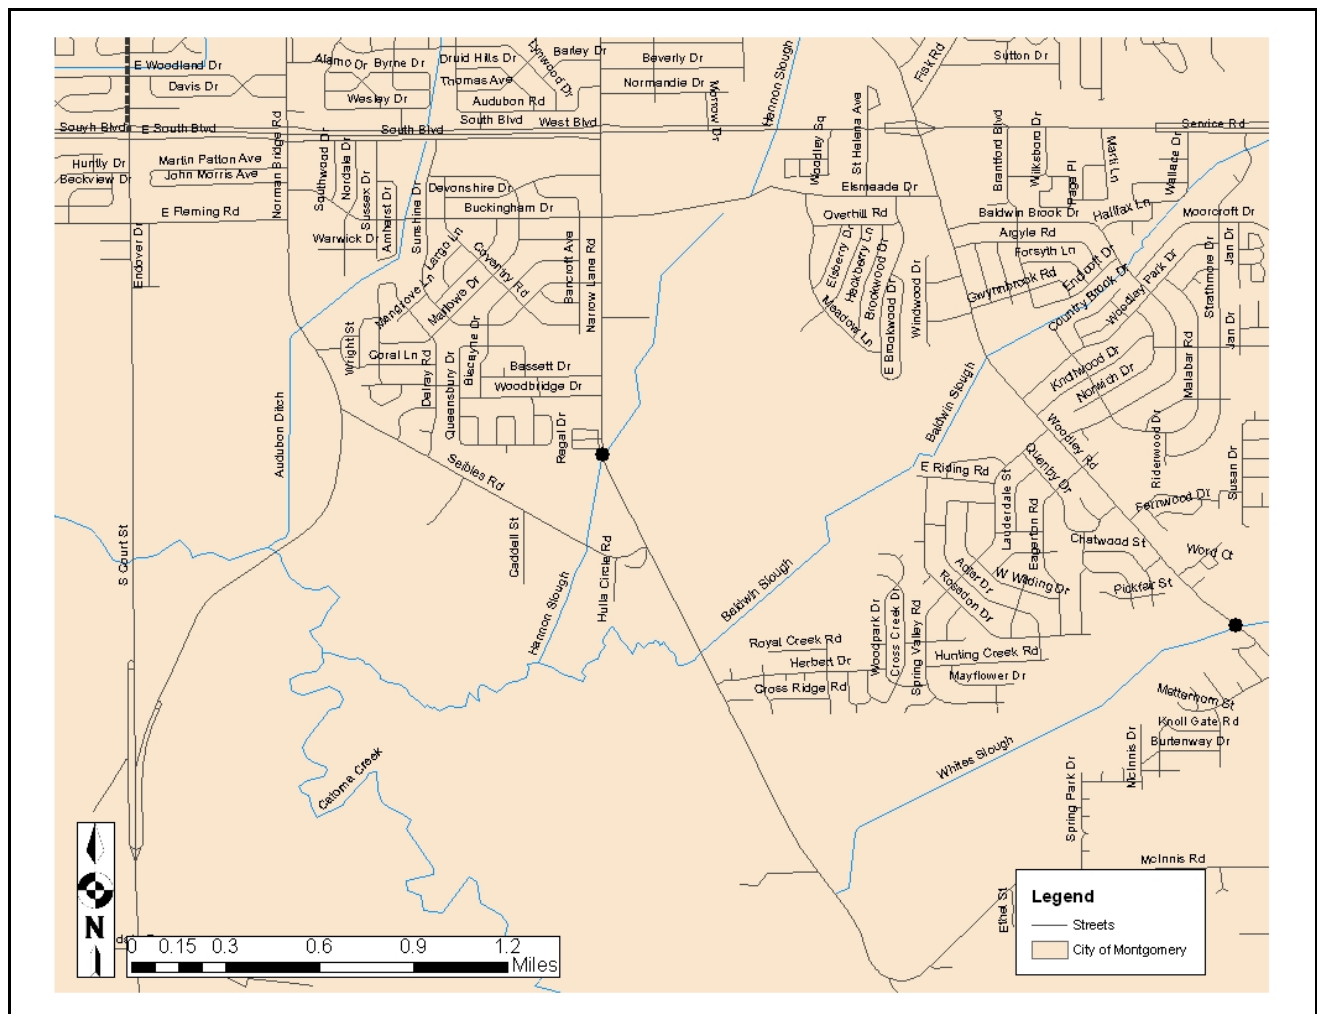 Alamo Dr
Byrne Dr
Druid Hills Dr
Lynwood Dr
Barley Dr
Beverly Dr
Hannon Slough
Fisk Rd
Sutton Dr
E Woodland Dr
Davis Dr
Thomas Ave
Normandie Dr
Morrow Dr
Wesley Dr
Audubon Rd
South Blvd
West Blvd
Souyh Blvd
E South Blvd
South Blvd
Service Rd
Norman Bridge Rd
Huntly Dr
Martin Patton Ave
Beckview Dr
John Morris Ave
Southwood Dr
Nordale Dr
Sussex Dr
Amherst Dr
Sunshine Dr
Devonshire Dr
Buckingham Dr
Woodley Sq
St Helena Ave
Elsmeade Dr
Brantford Blvd
Wilksboro Dr
Page Pl
Marti Ln
Wallace Dr
E Fleming Rd
Overhill Rd
Baldwin Brook Dr
Halifax Ln
Moorcroft Dr
Endover Dr
Warwick Dr
Largo Ln
Coventry Rd
Bancroft Ave
Narrow Lane Rd
Elsberry Dr
Heckberry Ln
Brookwood Dr
Windwood Dr
Argyle Rd
Forsyth Ln
Gwynnbrook Rd
Endicott Dr
Country Brook Dr
Woodley Park Dr
Strathmore Dr
Jan Dr
Mangrove Ln
Marlowe Dr
Meadow Ln
E Brookwood Dr
Jan Dr
Wright St
Coral Ln
Delray Rd
Queensbury Dr
Biscayne Dr
Bassett Dr
Woodbridge Dr
Knollwood Dr
Norwich Dr
Malabar Rd
Audubon Ditch
Regal Dr
Baldwin Slough
Woodley Rd
Riderwood Dr
Susan Dr
Seibles Rd
E Riding Rd
Quenby Dr
Lauderdale St
Eagerton Rd
Fernwood Dr
S Court St
Caddell St
Hulla Circle Rd
Hannon Slough
Baldwin Slough
Chatwood St
Word Ct
Adler Dr
W Wilding Dr
Rosedon Dr
Pickfair St
Royal Creek Rd
Herbert Dr
Cross Ridge Rd
Woodpark Dr
Cross Creek Dr
Spring Valley Rd
Hunting Creek Rd
Mayflower Dr
Matterhorn St
Knoll Gate Rd
Burtenway Dr
McInnis Dr
Whites Slough
Catoma Creek
Spring Park Dr
McInnis Rd
Ethel St
Legend
Streets
City of Montgomery
N
0 0.15 0.3 0.6 0.9 1.2
Miles